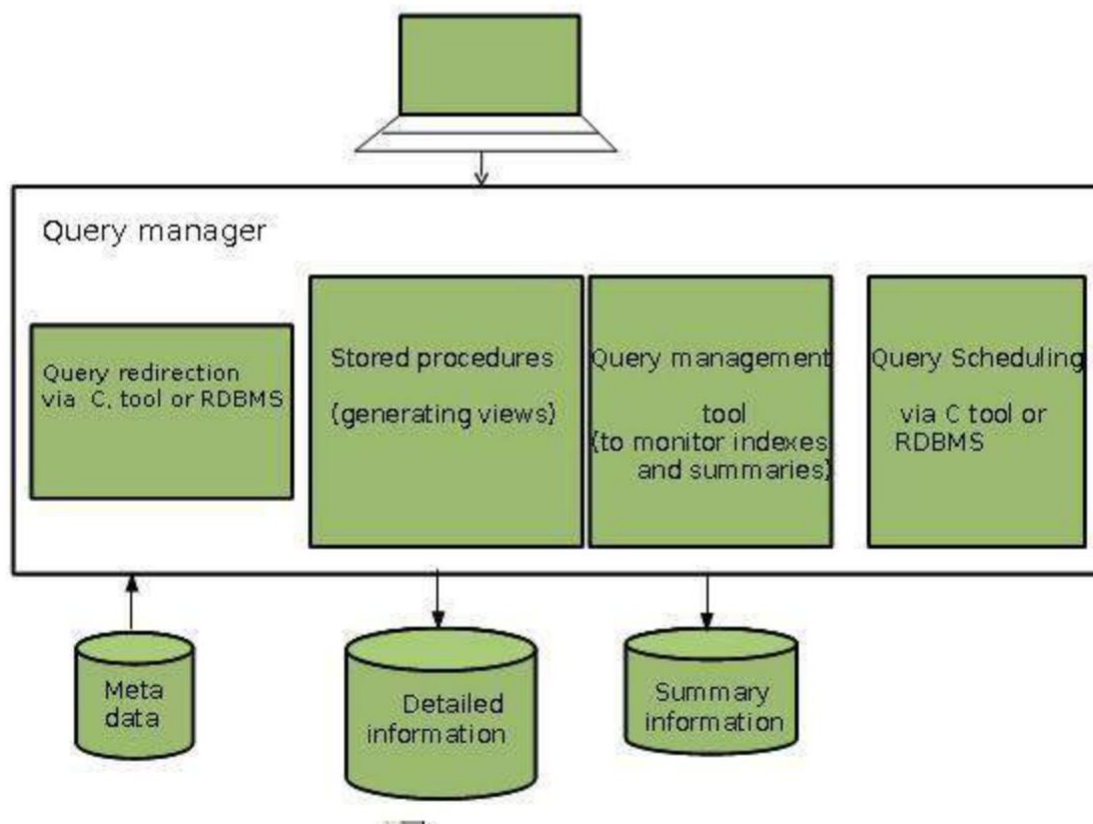 Query manager
Query redirection
via C, tool or RDBMS
Stored procedures
(generating views)
Query management
tool
(to monitor indexes
and summaries)
Query Scheduling
via C tool or
RDBMS
Meta
data
Detailed
information
Summary
information